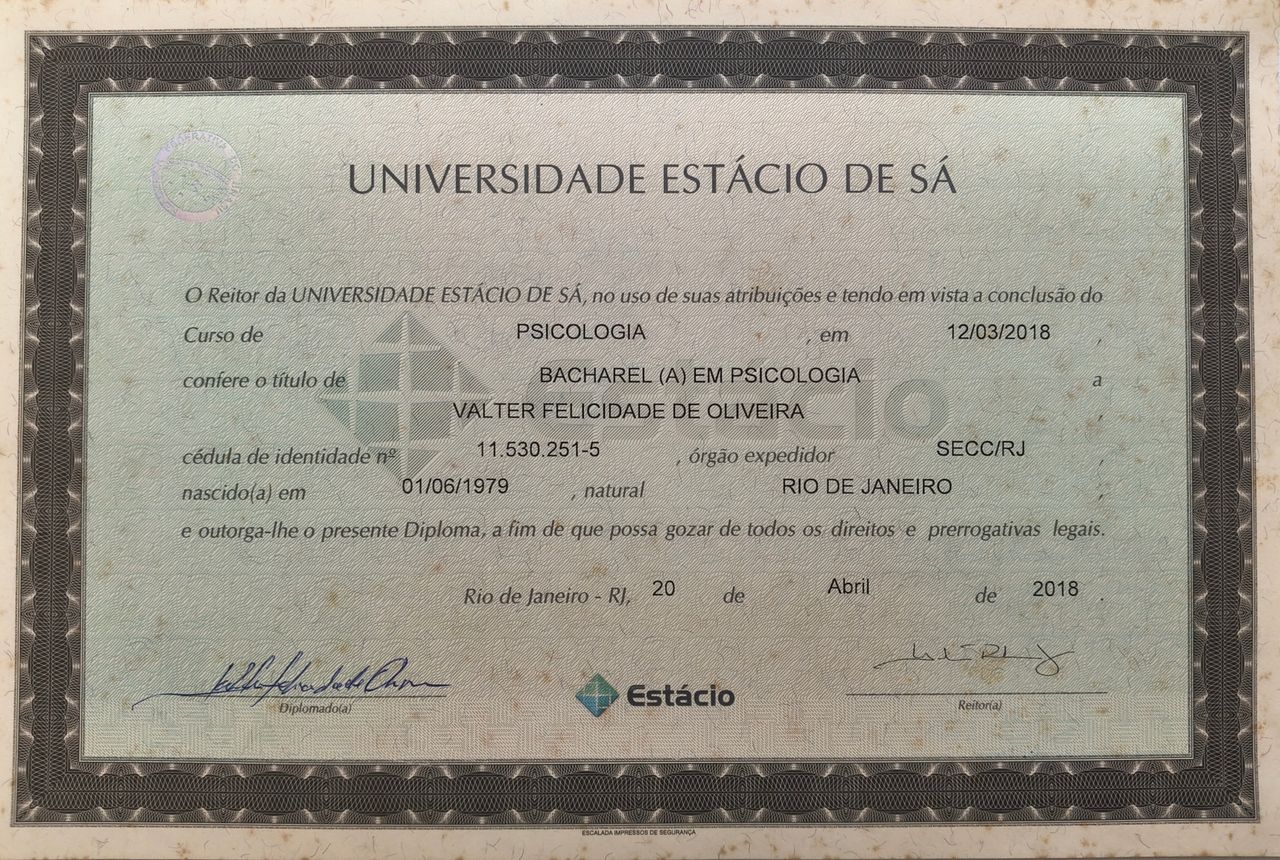 UNIVERSIDADE ESTÁCIO DE SÁ
O Reitor da UNIVERSIDADE ESTÁCIO DE SÁ, no uso de suas atribuições e tendo em vista a conclusão do
Curso de PSICOLOGIA , em 12/03/2018 ,
confere o título de BACHAREL (A) EM PSICOLOGIA a
VALTER FELICIDADE DE OLIVEIRA ,
cédula de identidade nº 11.530.251-5 , órgão expedidor SECC/RJ ,
nascido(a) em 01/06/1979 , natural RIO DE JANEIRO ,
e outorga-lhe o presente Diploma, a fim de que possa gozar de todos os direitos e prerrogativas legais.
Rio de Janeiro - RJ, 20 de Abril de 2018 .
Diplomado(a)
Estácio
Reitor(a)
ESCALADA IMPRESSOS DE SEGURANÇA